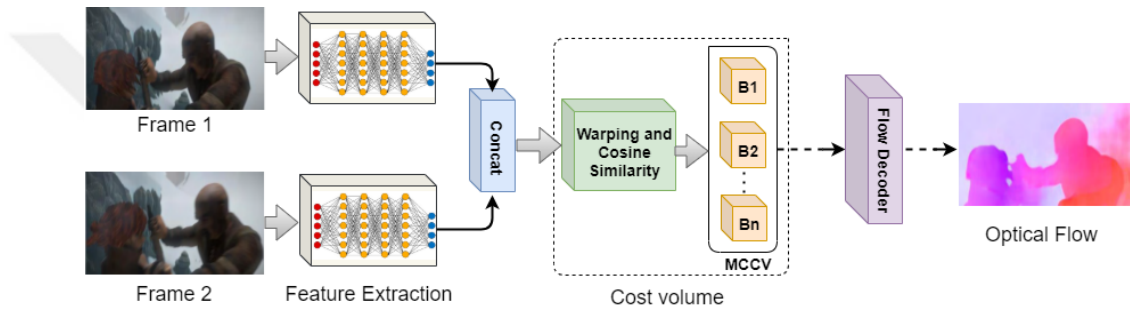 Frame 1
Frame 2
Feature Extraction
Concat
Warping and
Cosine
Similarity
B1
B2
Bn
MCCV
Cost volume
Flow Decoder
Optical Flow